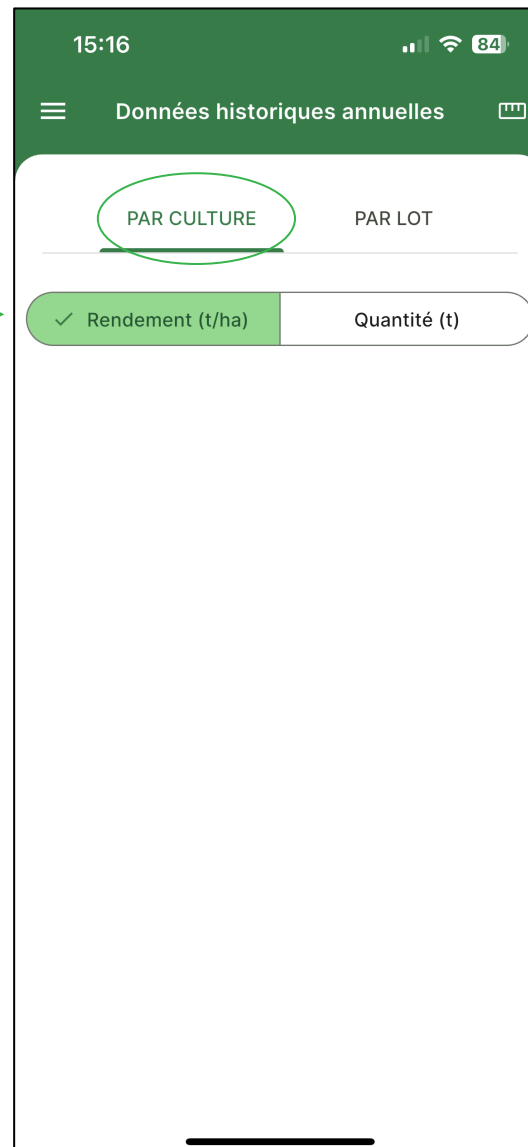 15:16
84
Données historiques annuelles
PAR CULTURE
PAR LOT
Rendement (t/ha)
Quantité (t)